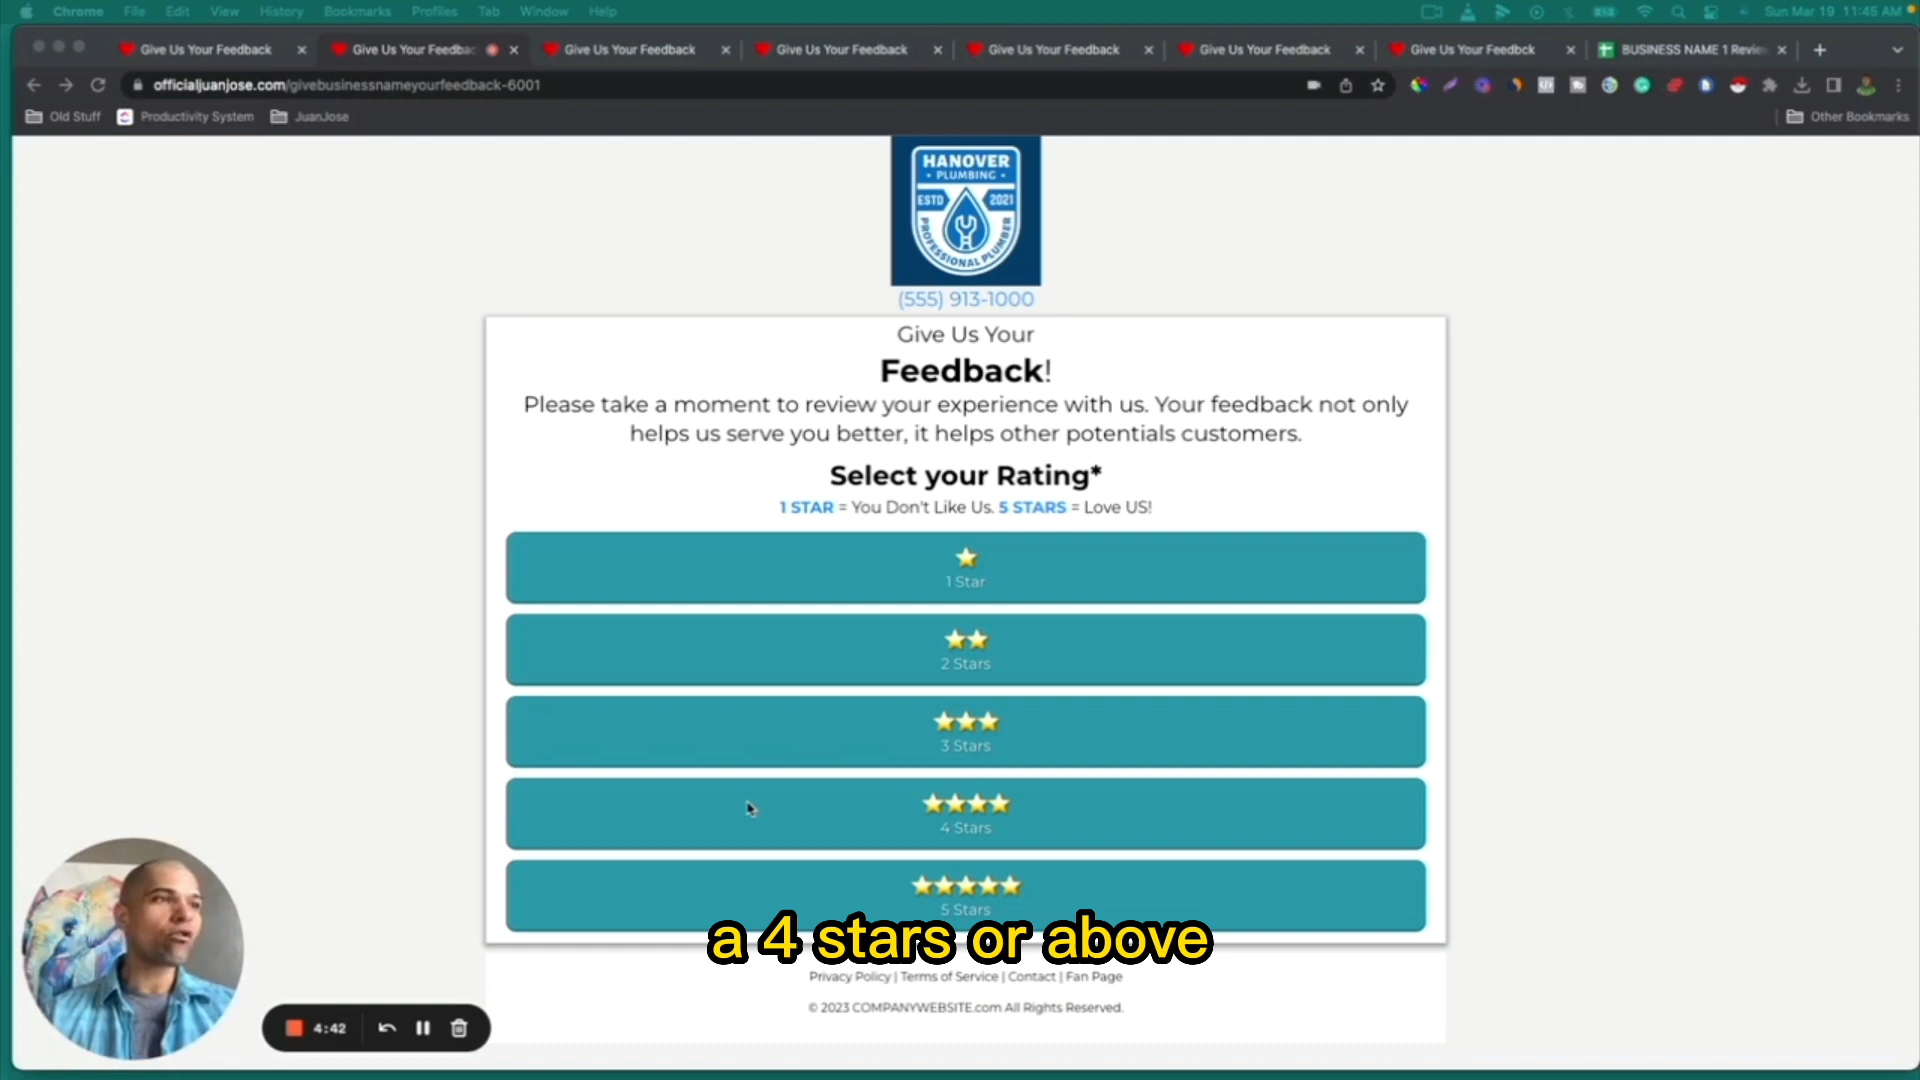 Chrome File Edit View History Bookmarks Profiles Tab Window Help
Sun Mar 19 11:45 AM
Give Us Your Feedback
Give Us Your Feedbac
Give Us Your Feedback
Give Us Your Feedback
Give Us Your Feedback
Give Us Your Feedback
Give Us Your Feedbck
BUSINESS NAME 1 Revie
officialjuanjose.com/givebusinessnameyourfeedback-6001
Old Stuff
Productivity System
JuanJose
Other Bookmarks
HANOVER
• PLUMBING •
ESTD 2021
PROFESSIONAL PLUMBER
(555) 913-1000
Give Us Your
Feedback!
Please take a moment to review your experience with us. Your feedback not only
helps us serve you better, it helps other potentials customers.
Select your Rating*
1 STAR = You Don't Like Us. 5 STARS = Love US!
1 Star
2 Stars
3 Stars
4 Stars
5 Stars
a 4 stars or above
Privacy Policy | Terms of Service | Contact | Fan Page
© 2023 COMPANYWEBSITE.com All Rights Reserved.
4:42